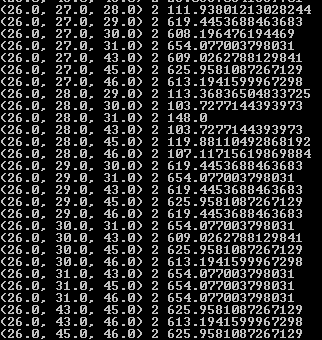 (26.0, 27.0, 28.0) 2 111.93801213028244
(26.0, 27.0, 29.0) 2 619.4453688463683
(26.0, 27.0, 30.0) 2 608.196476194469
(26.0, 27.0, 31.0) 2 654.077003798031
(26.0, 27.0, 43.0) 2 609.0262788129841
(26.0, 27.0, 45.0) 2 625.9581087267129
(26.0, 27.0, 46.0) 2 613.1941599967298
(26.0, 28.0, 29.0) 2 113.36836504833725
(26.0, 28.0, 30.0) 2 103.7277144393973
(26.0, 28.0, 31.0) 2 148.0
(26.0, 28.0, 43.0) 2 103.7277144393973
(26.0, 28.0, 45.0) 2 119.88110492868192
(26.0, 28.0, 46.0) 2 107.11715619869884
(26.0, 29.0, 30.0) 2 619.4453688463683
(26.0, 29.0, 31.0) 2 654.077003798031
(26.0, 29.0, 43.0) 2 619.4453688463683
(26.0, 29.0, 45.0) 2 625.9581087267129
(26.0, 29.0, 46.0) 2 619.4453688463683
(26.0, 30.0, 31.0) 2 654.077003798031
(26.0, 30.0, 43.0) 2 609.0262788129841
(26.0, 30.0, 45.0) 2 625.9581087267129
(26.0, 30.0, 46.0) 2 613.1941599967298
(26.0, 31.0, 43.0) 2 654.077003798031
(26.0, 31.0, 45.0) 2 654.077003798031
(26.0, 31.0, 46.0) 2 654.077003798031
(26.0, 43.0, 45.0) 2 625.9581087267129
(26.0, 43.0, 46.0) 2 613.1941599967298
(26.0, 45.0, 46.0) 2 625.9581087267129